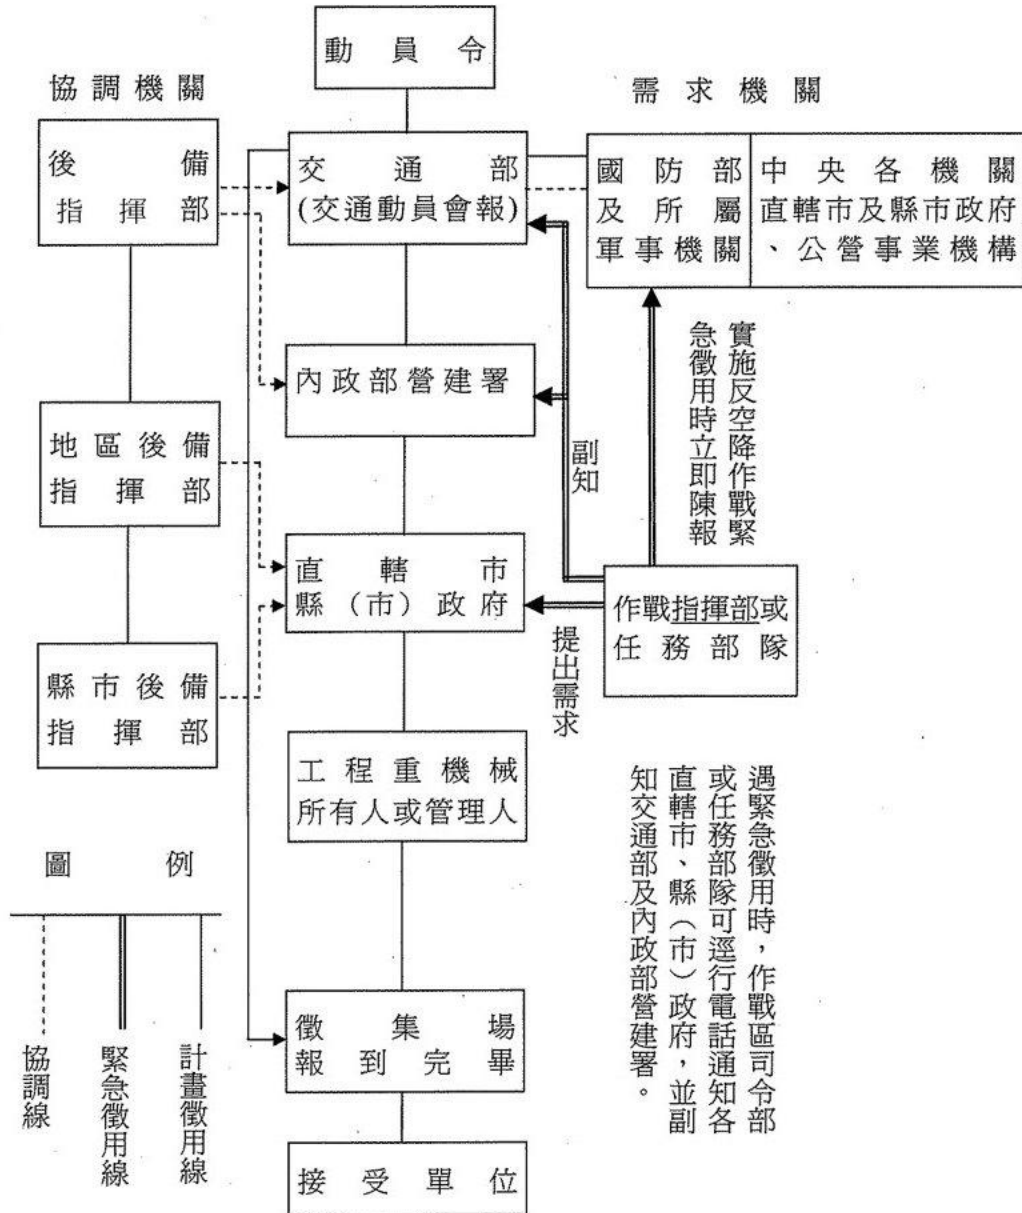 動員令
協調機關
需求機關
後備
指揮部
交通部
(交通動員會報)
國防部
及所屬
軍事機關
中央各機關
直轄市及縣市政府
、公營事業機構
內政部營建署
實施反空降作戰緊
急徵用時立即陳報
副知
地區後備
指揮部
直轄市
縣（市）政府
作戰指揮部或
任務部隊
提出需求
縣市後備
指揮部
工程重機械
所有人或管理人
遇緊急徵用時，作戰區司令部
或任務部隊可逕行電話通知各
直轄市、縣（市）政府，並副
知交通部及內政部營建署。
圖例
協調線
緊急徵用線
計畫徵用線
徵集場
報到完畢
接受單位